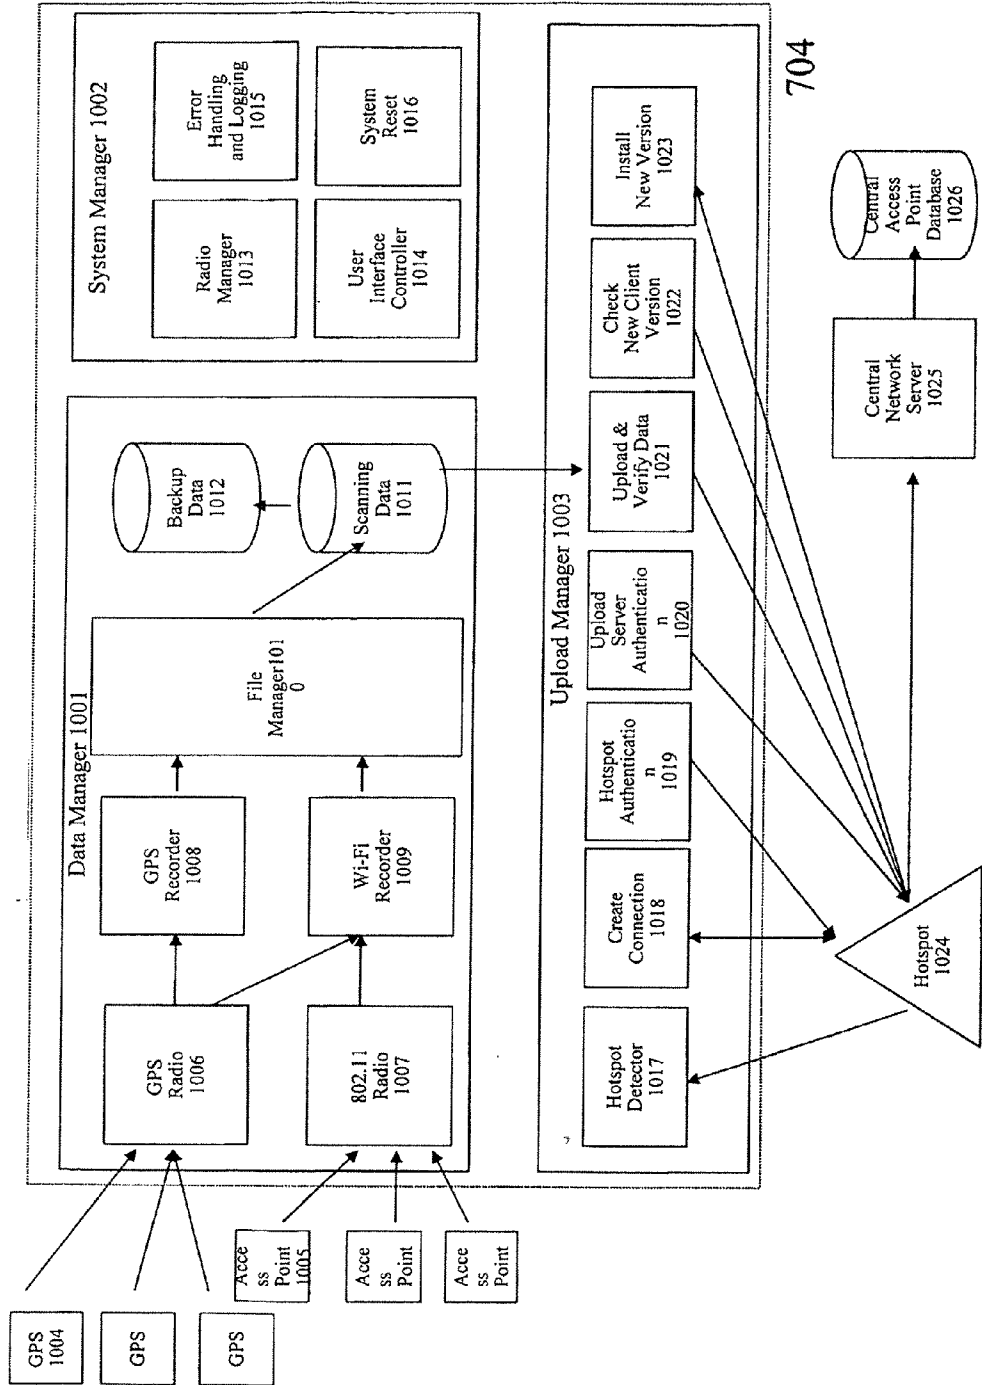 GPS
1004
GPS
GPS
Acce
ss
Point
1005
Acce
ss
Point
Acce
ss
Point
Data Manager 1001
GPS
Radio
1006
802.11
Radio
1007
GPS
Recorder
1008
Wi-Fi
Recorder
1009
File
Manager101
0
Backup
Data
1012
Scanning
Data
1011
System Manager 1002
Radio
Manager
1013
Error
Handling
and Logging
1015
User
Interface
Controller
1014
System
Reset
1016
Upload Manager 1003
Hotspot
Detector
1017
Create
Connection
1018
Hotspot
Authenticatio
n 1019
Upload
Server
Authenticatio
n 1020
Upload &
Verify Data
1021
Check
New Client
Version
1022
Install
New Version
1023
704
Hotspot
1024
Central
Network
Server
1025
Central
Access
Point
Database
1026